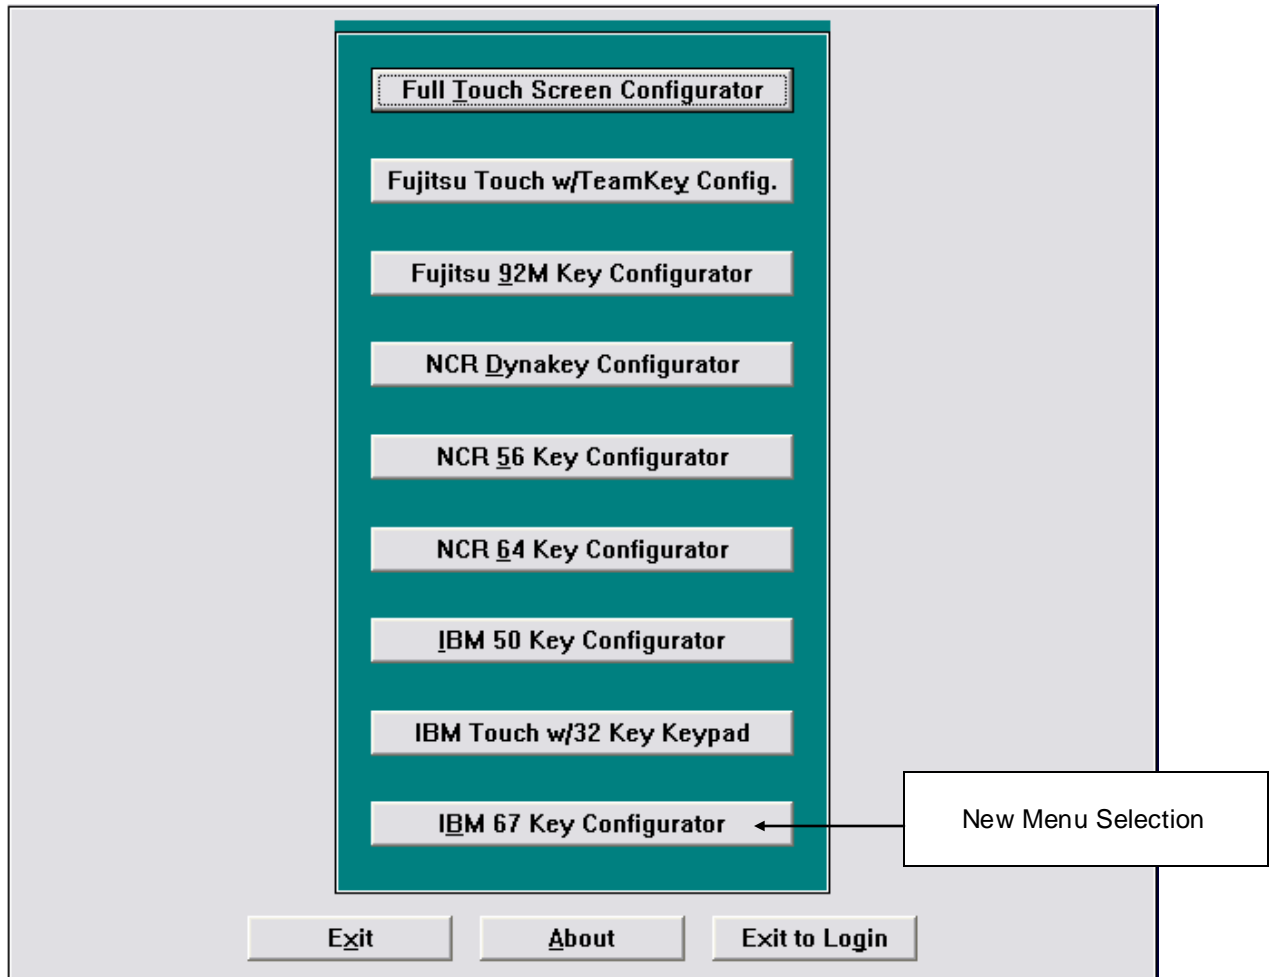 Full Touch Screen Configurator
Fujitsu Touch w/TeamKey Config.
Fujitsu 92M Key Configurator
NCR Dynakey Configurator
NCR 56 Key Configurator
NCR 64 Key Configurator
IBM 50 Key Configurator
IBM Touch w/32 Key Keypad
IBM 67 Key Configurator
New Menu Selection
Exit
About
Exit to Login